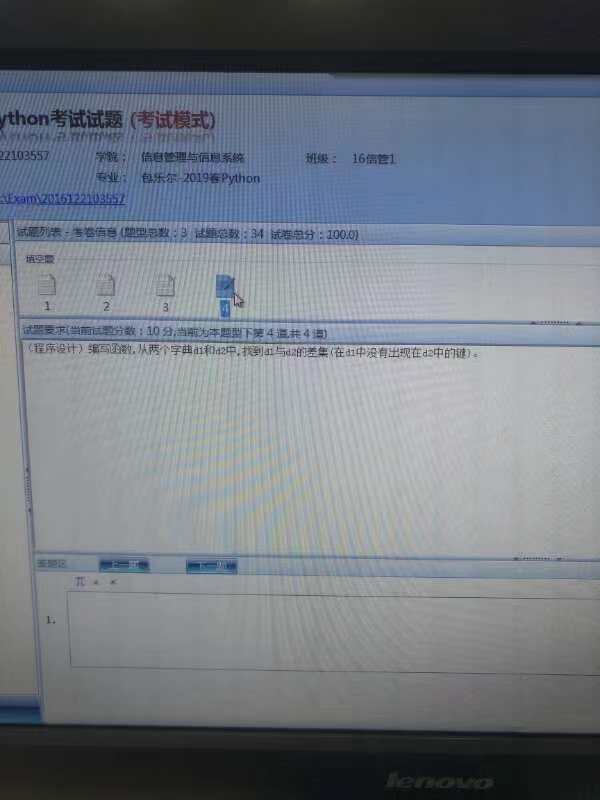 ython考试试题 (考试模式)
22103557 学院： 信息管理与信息系统 班级： 16信管1
专业： 包乐尔-2019春Python
:\Exam\2016122103557
试题列表 - 考卷信息 (题型总数：3 试题总数：34 试卷总分：100.0)
填空题
1 2 3 4
试题要求(当前试题分数：10 分,当前为本题型下第 4 道,共 4 道)
（程序设计）编写函数,从两个字典d1和d2中,找到d1与d2的差集(在d1中没有出现在d2中的键)。
答题区 上一题 下一题
π
1.
lenovo